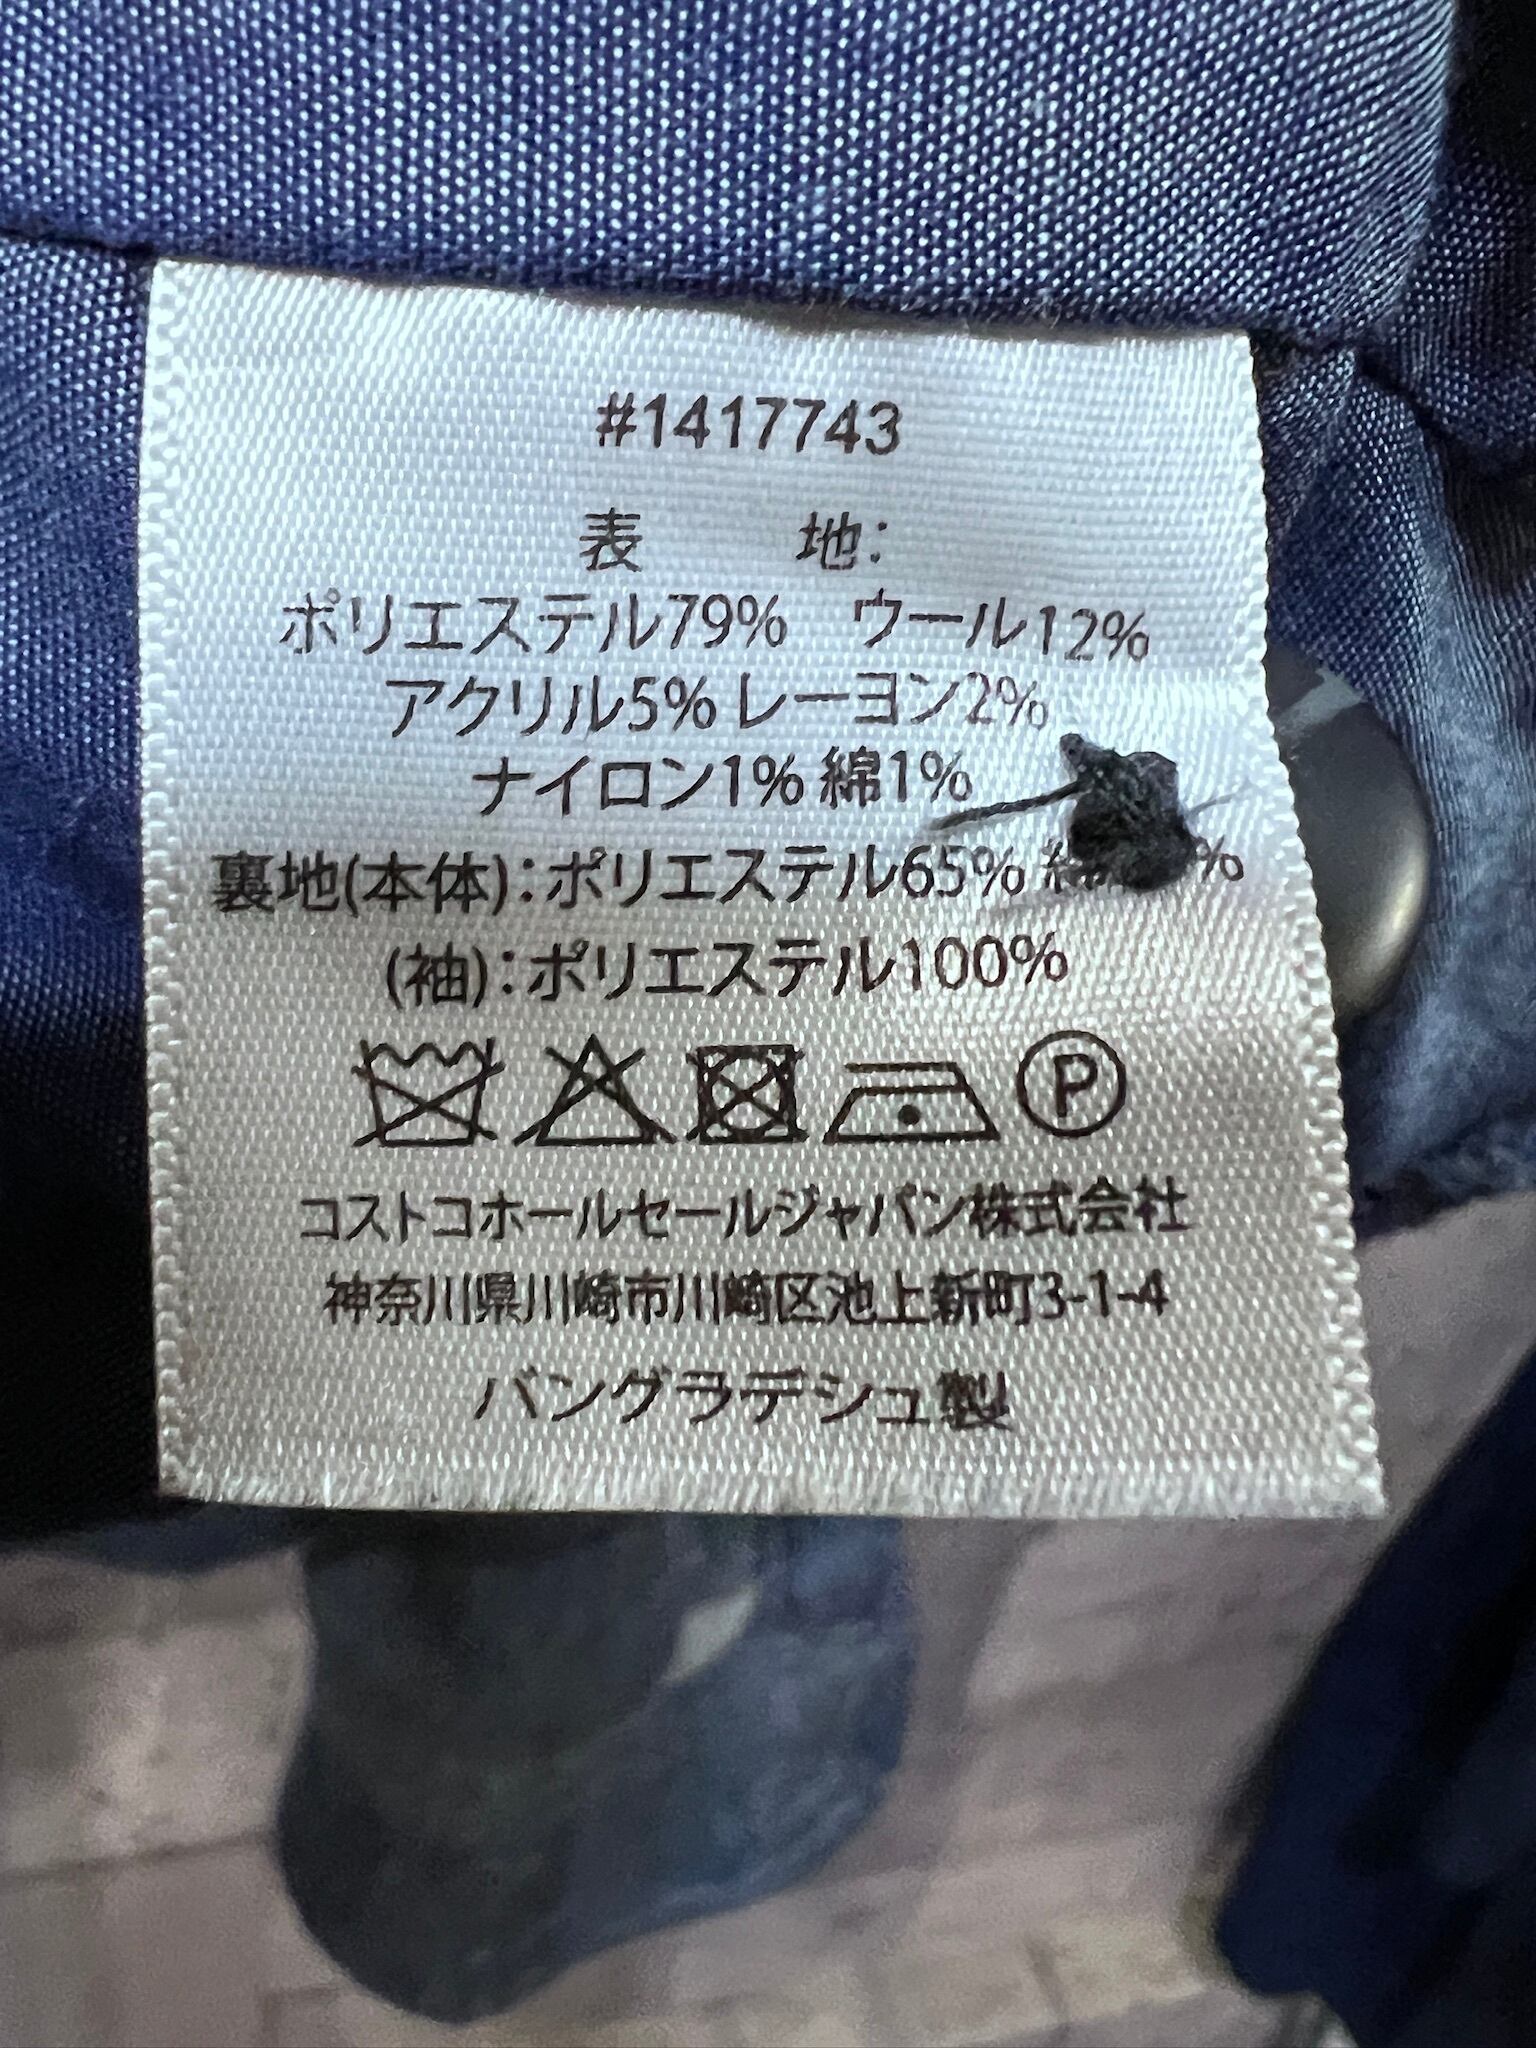 #1417743
表 地:
ポリエステル79% ウール12%
アクリル5% レーヨン2%
ナイロン1% 綿1%
裏地(本体):ポリエステル65% 綿 %
(袖):ポリエステル100%
P
コストコホールセールジャパン株式会社
神奈川県川崎市川崎区池上新町3-1-4
バングラデシュ製